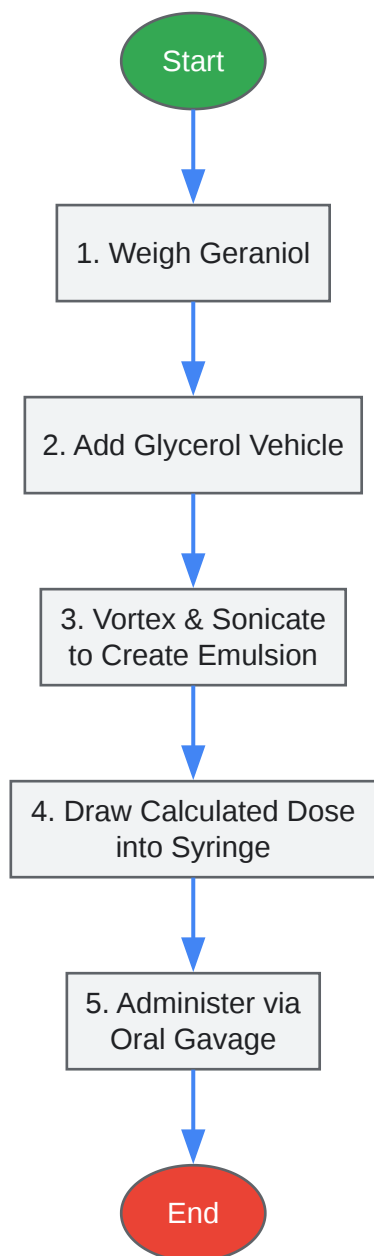 Start
1. Weigh Geraniol
2. Add Glycerol Vehicle
3. Vortex & Sonicate
to Create Emulsion
4. Draw Calculated Dose
into Syringe
5. Administer via
Oral Gavage
End